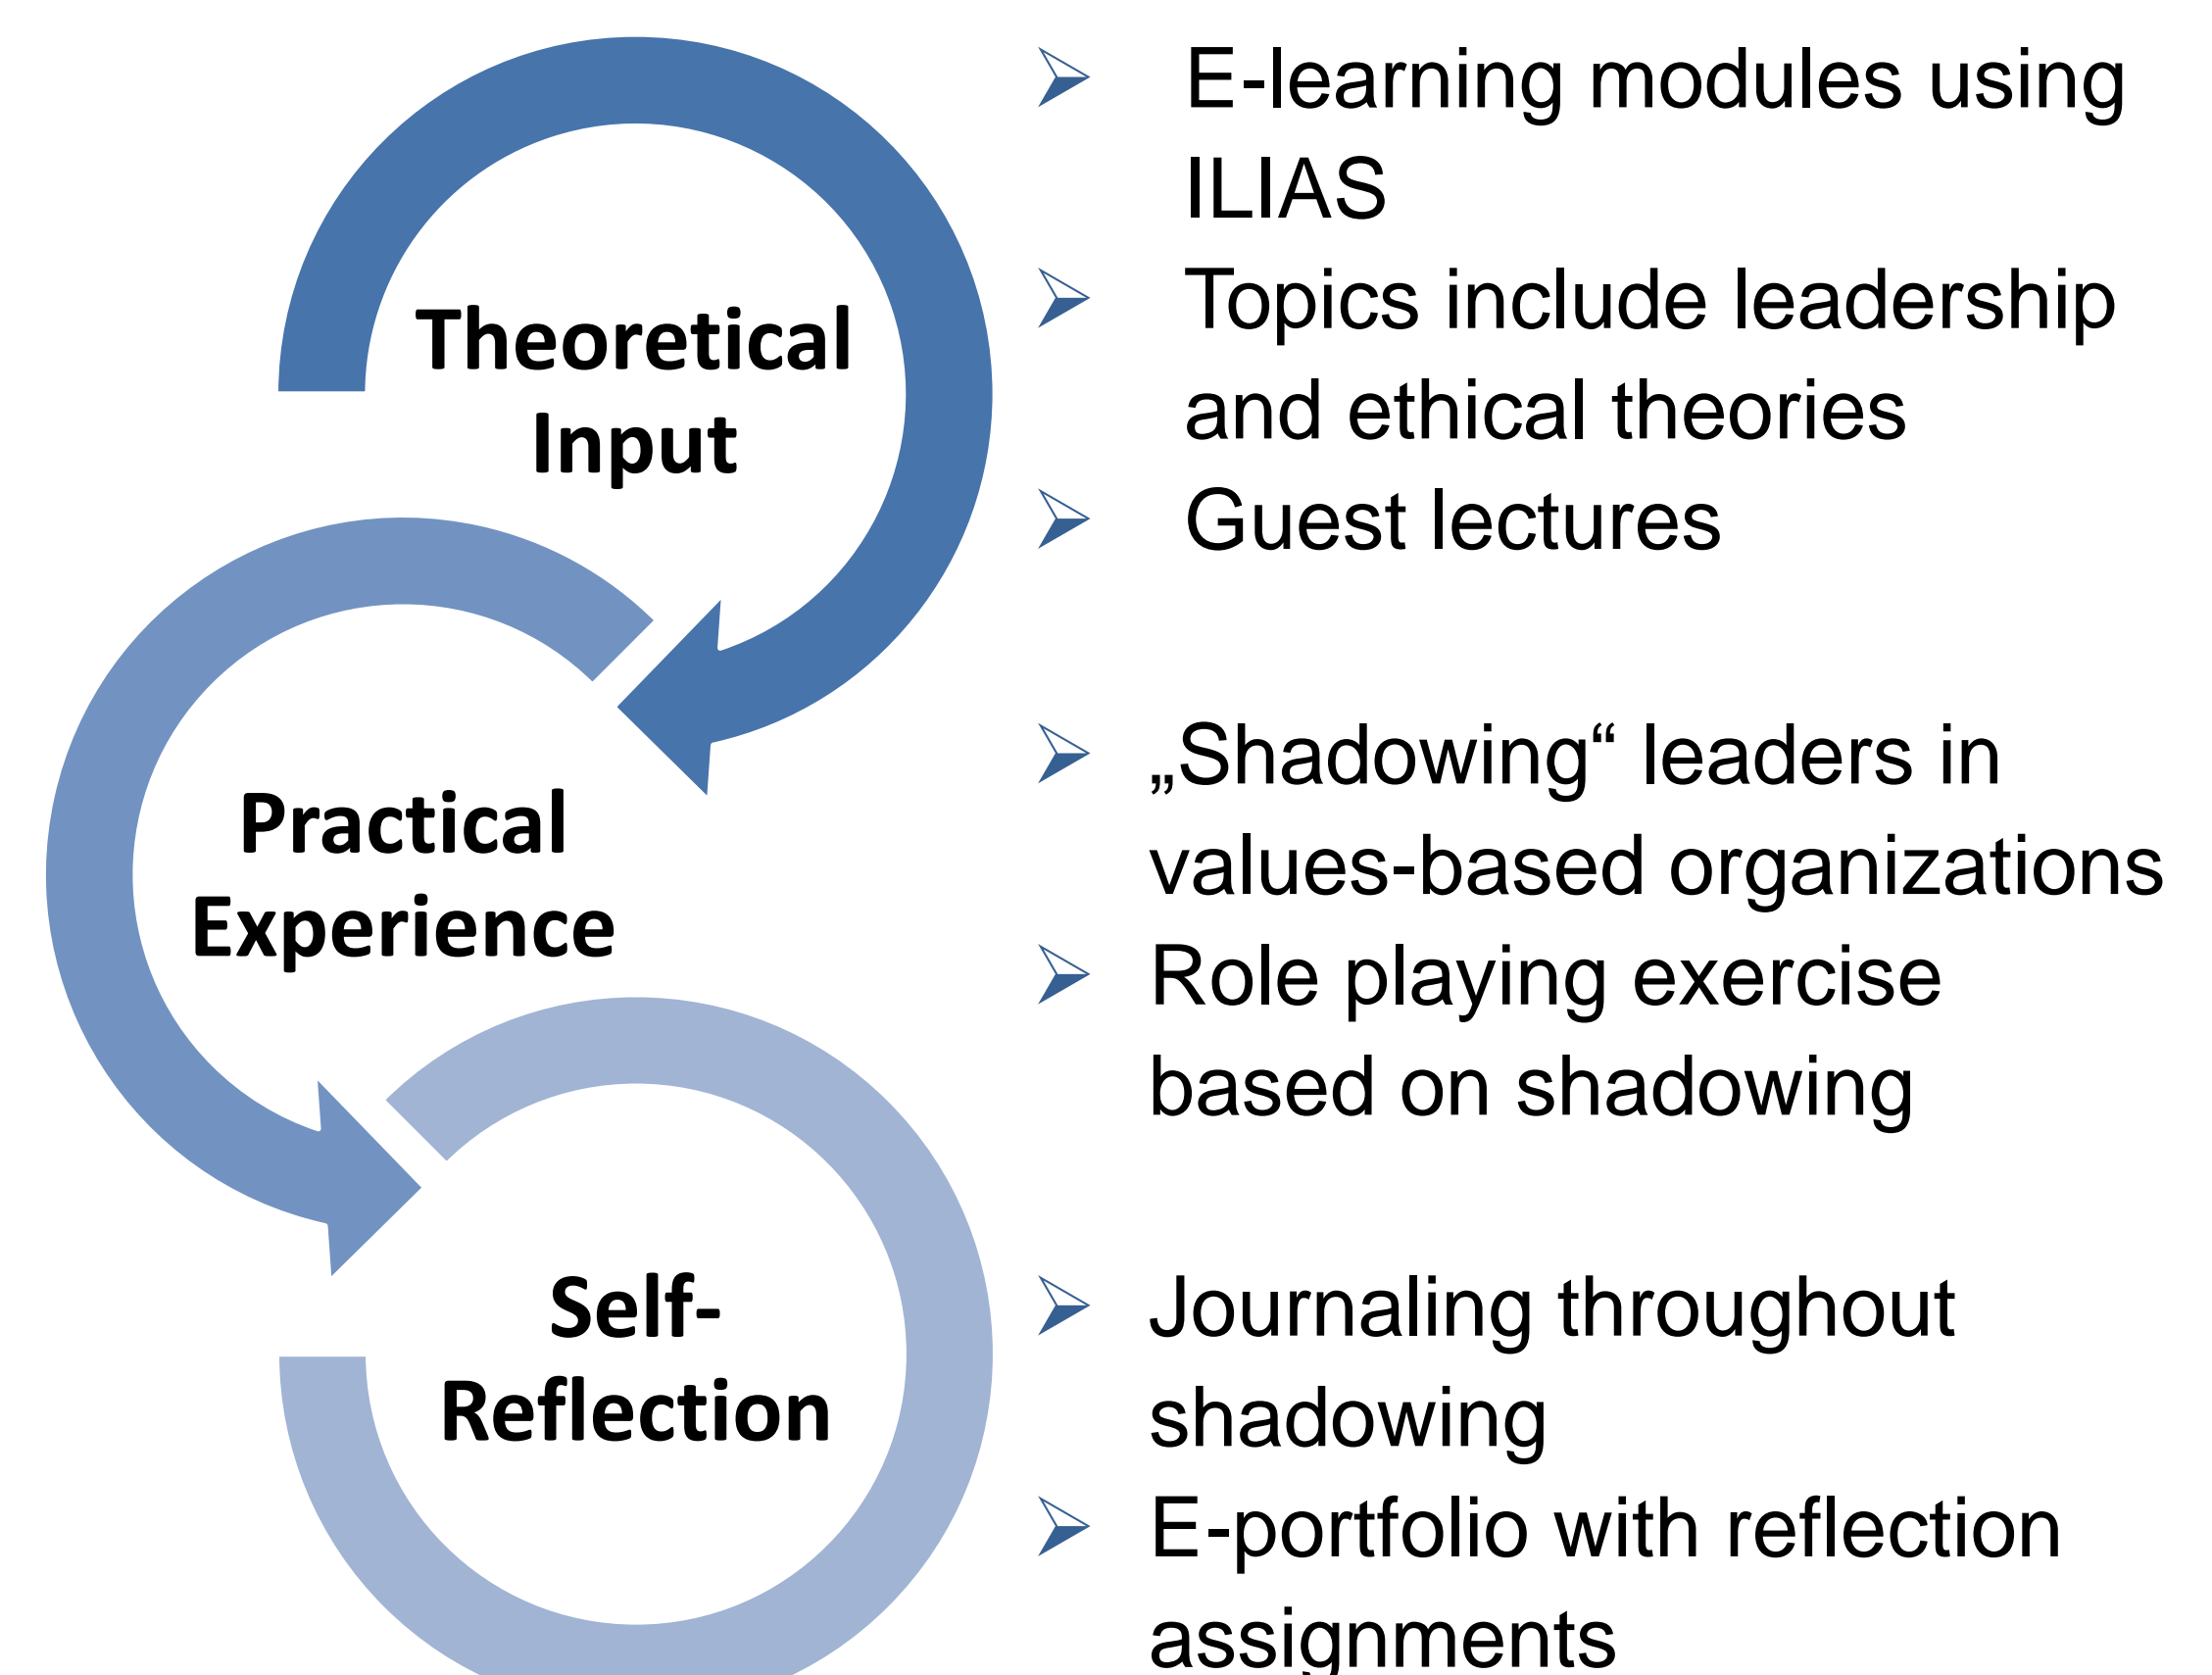 Theoretical
Input
➢ E-learning modules using
ILIAS
➢ Topics include leadership
and ethical theories
➢ Guest lectures
Practical
Experience
➢ „Shadowing“ leaders in
values-based organizations
➢ Role playing exercise
based on shadowing
Self-
Reflection
➢ Journaling throughout
shadowing
➢ E-portfolio with reflection
assignments